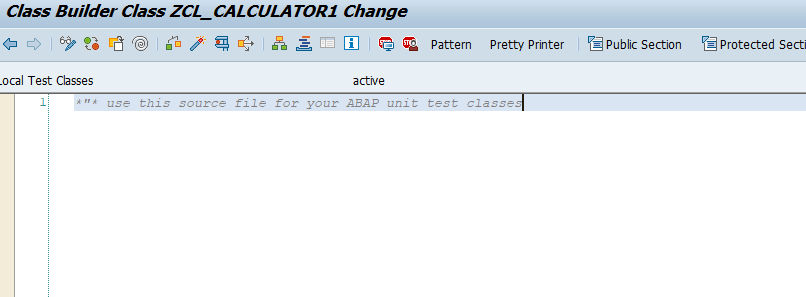 Class Builder Class ZCL_CALCULATOR1 Change
Pattern Pretty Printer Public Section Protected Secti
Local Test Classes active
1 *"* use this source file for your ABAP unit test classes